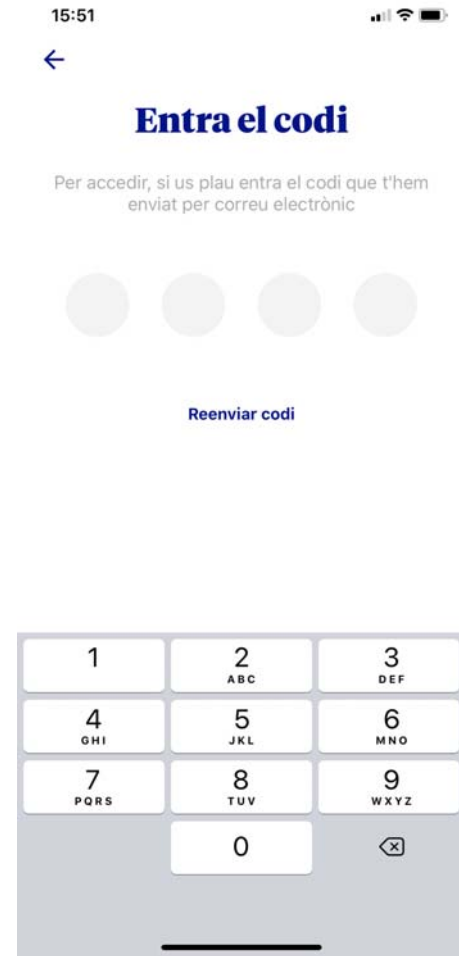 15:51
Entra el codi
Per accedir, si us plau entra el codi que t'hem
enviat per correu electrònic
Reenviar codi
1 2 3
ABC DEF
4 5 6
GHI JKL MNO
7 8 9
PQRS TUV WXYZ
0